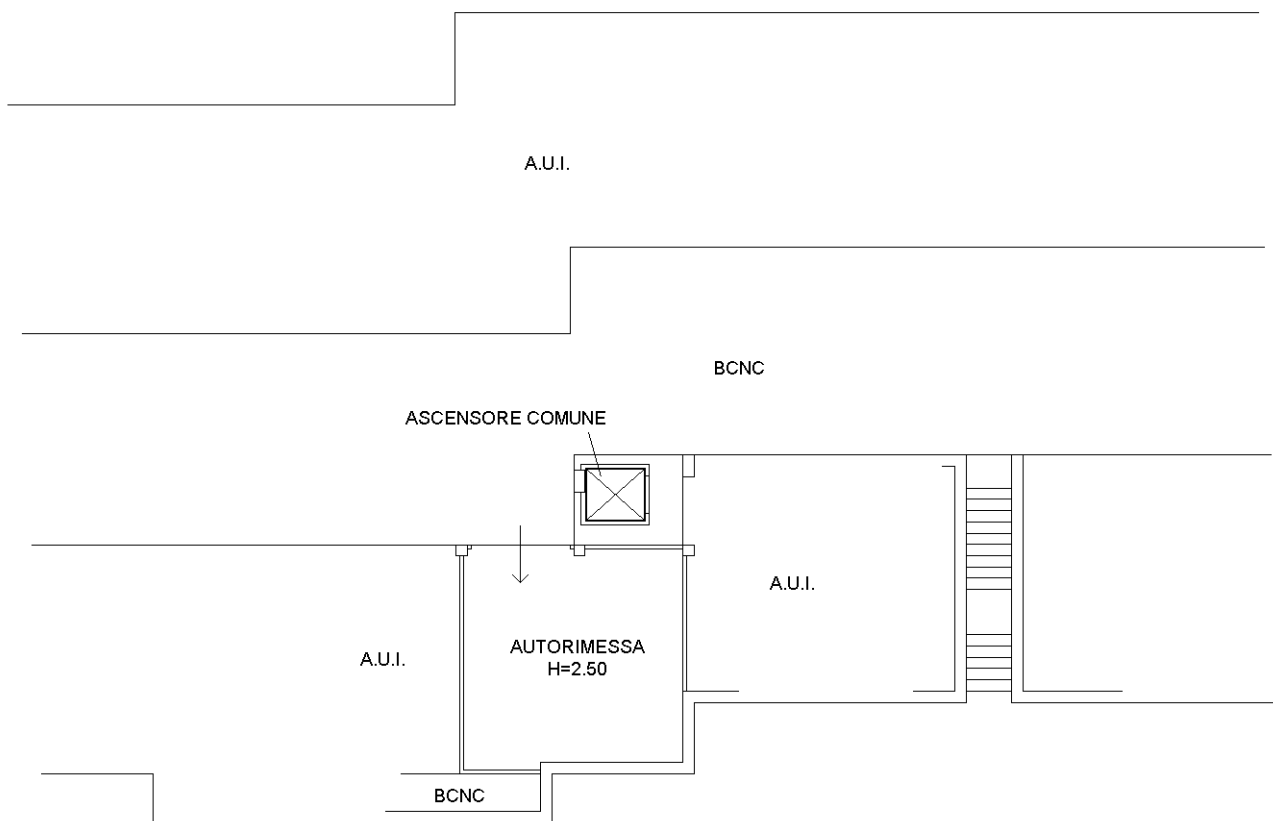 A.U.I.
BCNC
ASCENSORE COMUNE
A.U.I.
AUTORIMESSA
H=2.50
A.U.I.
BCNC